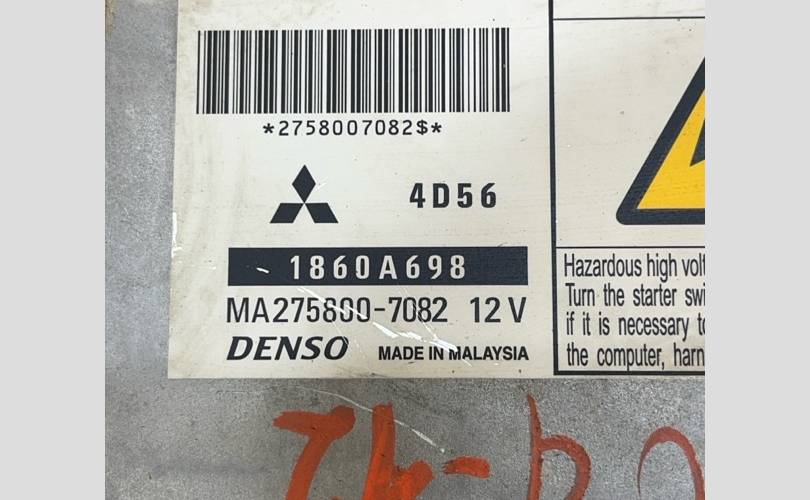 *2758007082$*
4D56
1860A698
MA275800-7082 12V
DENSO MADE IN MALAYSIA
Hazardous high volt
Turn the starter swi
if it is necessary to
the computer, harn